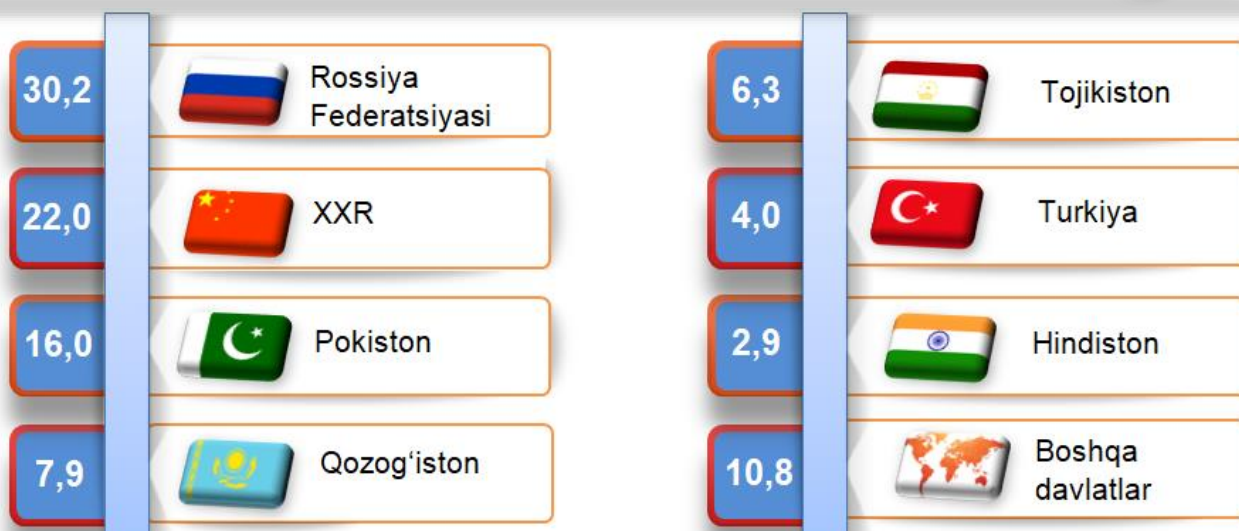 30,2
Rossiya
Federatsiyasi
22,0
XXR
16,0
Pokiston
7,9
Qozog‘iston
6,3
Tojikiston
4,0
Turkiya
2,9
Hindiston
10,8
Boshqa
davlatlar